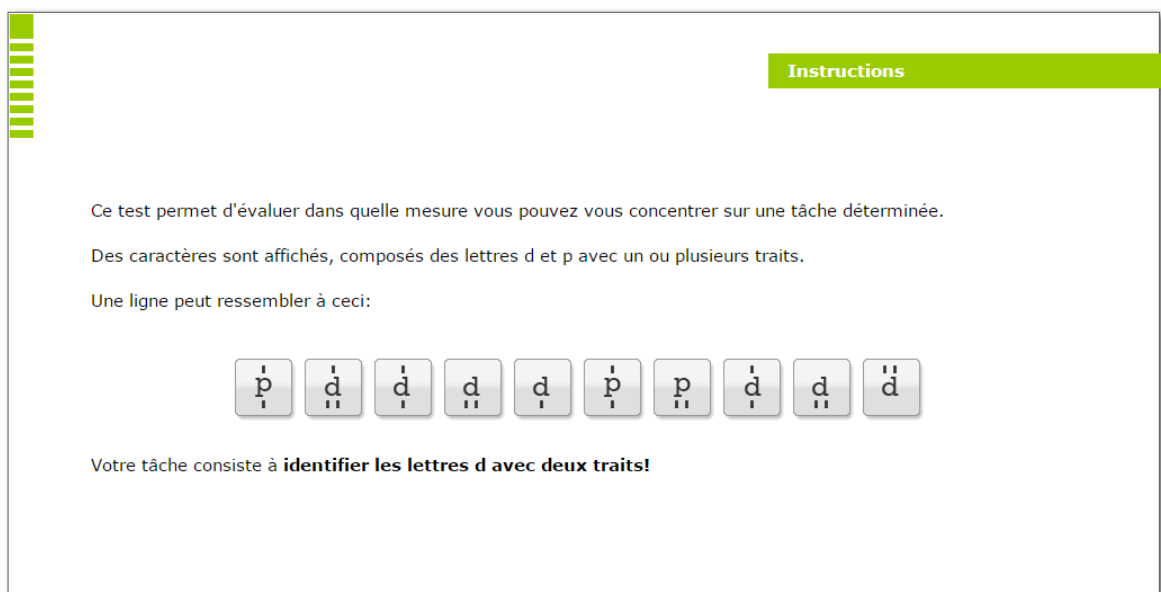 Instructions
Ce test permet d'évaluer dans quelle mesure vous pouvez vous concentrer sur une tâche déterminée.
Des caractères sont affichés, composés des lettres d et p avec un ou plusieurs traits.
Une ligne peut ressembler à ceci:
p d d d d p p d d d
Votre tâche consiste à identifier les lettres d avec deux traits!